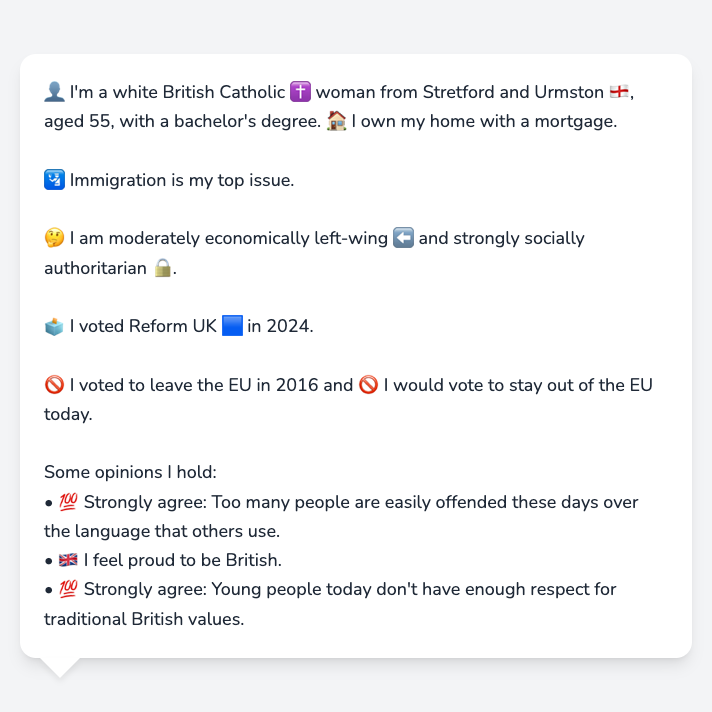 👤 I'm a white British Catholic ✝️ woman from Stretford and Urmston 🏴󠁧󠁢󠁥󠁮󠁧󠁿,
aged 55, with a bachelor's degree. 🏠 I own my home with a mortgage.
🛂 Immigration is my top issue.
🤔 I am moderately economically left-wing ⬅️ and strongly socially
authoritarian 🔒.
🗳️ I voted Reform UK 🟦 in 2024.
🚫 I voted to leave the EU in 2016 and 🚫 I would vote to stay out of the EU
today.
Some opinions I hold:
• 💯 Strongly agree: Too many people are easily offended these days over
the language that others use.
• 🇬🇧 I feel proud to be British.
• 💯 Strongly agree: Young people today don't have enough respect for
traditional British values.